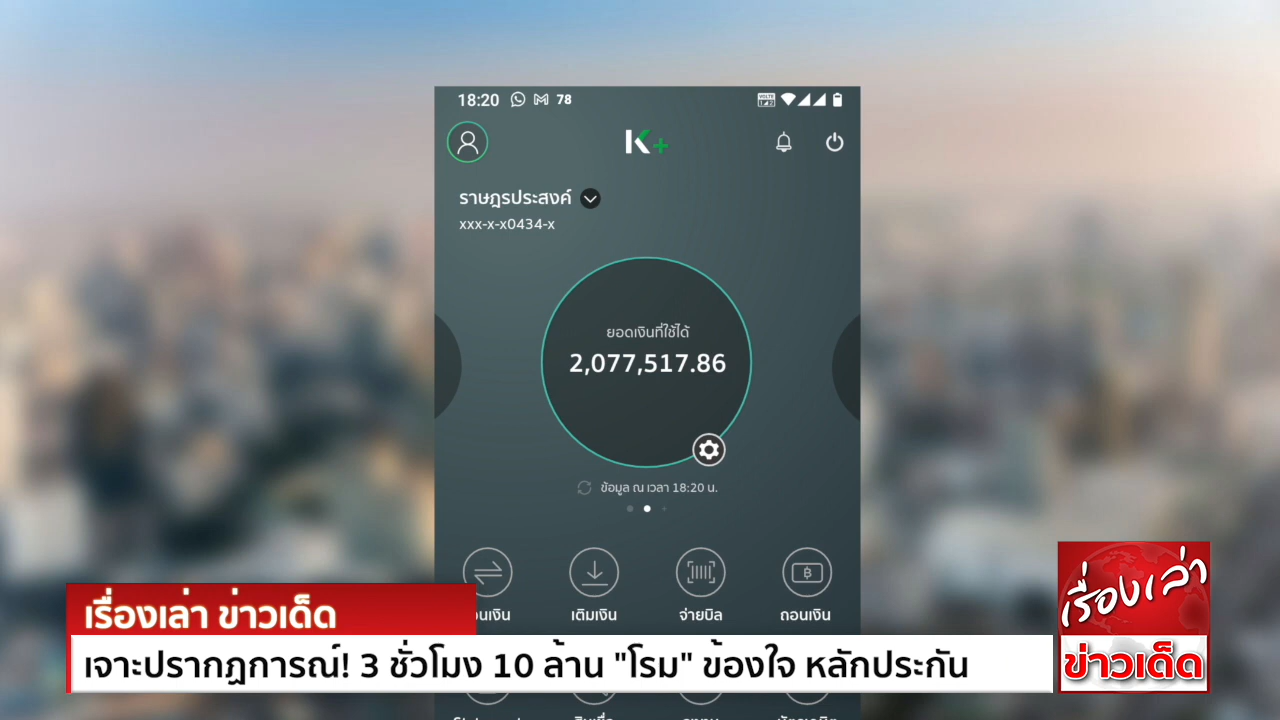 18:20 78
K+
ราษฎรประสงค์
xxx-x-x0434-x
ยอดเงินที่ใช้ได้
2,077,517.86
ข้อมูล ณ เวลา 18:20 น.
เติมเงิน จ่ายบิล ถอนเงิน
เรื่องเล่า ข่าวเด็ด
เจาะปรากฏการณ์! 3 ชั่วโมง 10 ล้าน "โรม" ข้องใจ หลักประกัน
เรื่องเล่า
ข่าวเด็ด